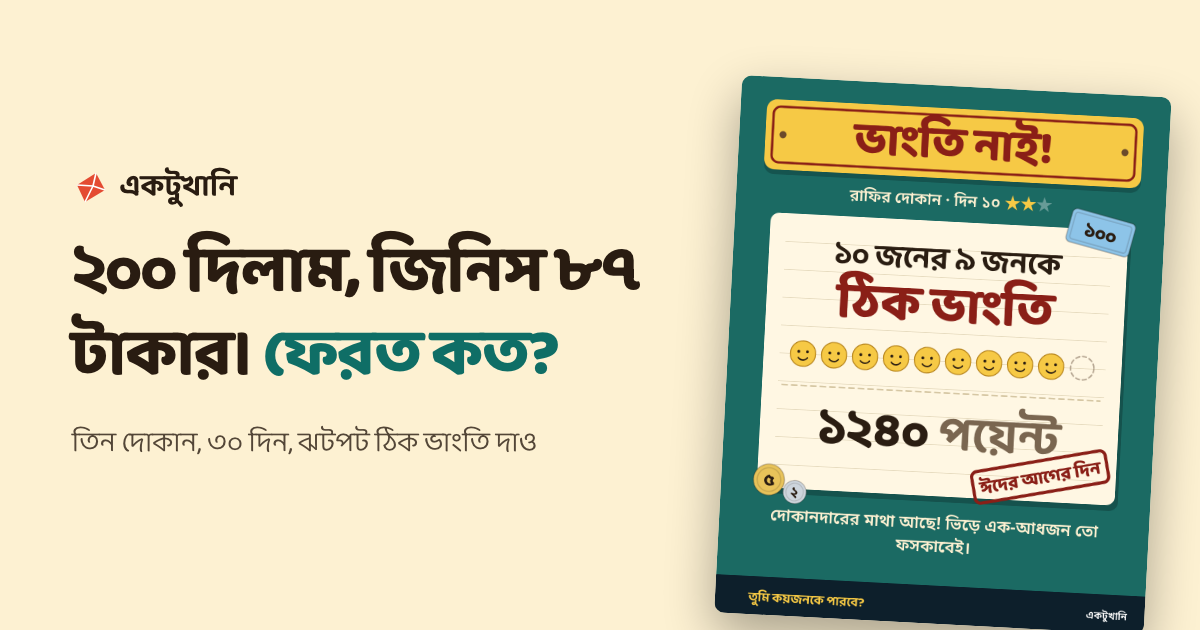 একটুখানি
২০০ দিলাম, জিনিস ৮৭
টাকার। ফেরত কত?
তিন দোকান, ৩০ দিন, ঝটপট ঠিক ভাংতি দাও
ভাংতি নাই!
রাফির দোকান · দিন ১০
১০০
১০ জনের ৯ জনকে
ঠিক ভাংতি
১২৪০ পয়েন্ট
ঈদের আগের দিন
৫
২
দোকানদারের মাথা আছে! ভিড়ে এক-আধজন তো
ফসকাবেই।
তুমি কয়জনকে পারবে?
একটুখানি